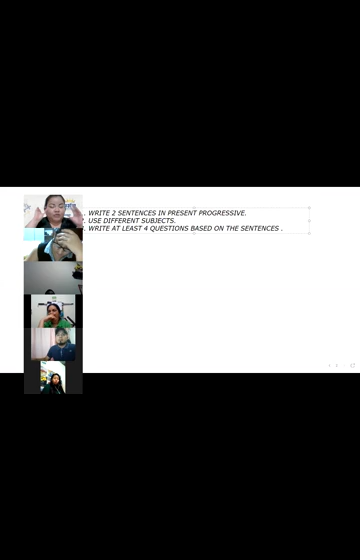 . WRITE 2 SENTENCES IN PRESENT PROGRESSIVE.
. USE DIFFERENT SUBJECTS.
. WRITE AT LEAST 4 QUESTIONS BASED ON THE SENTENCES .